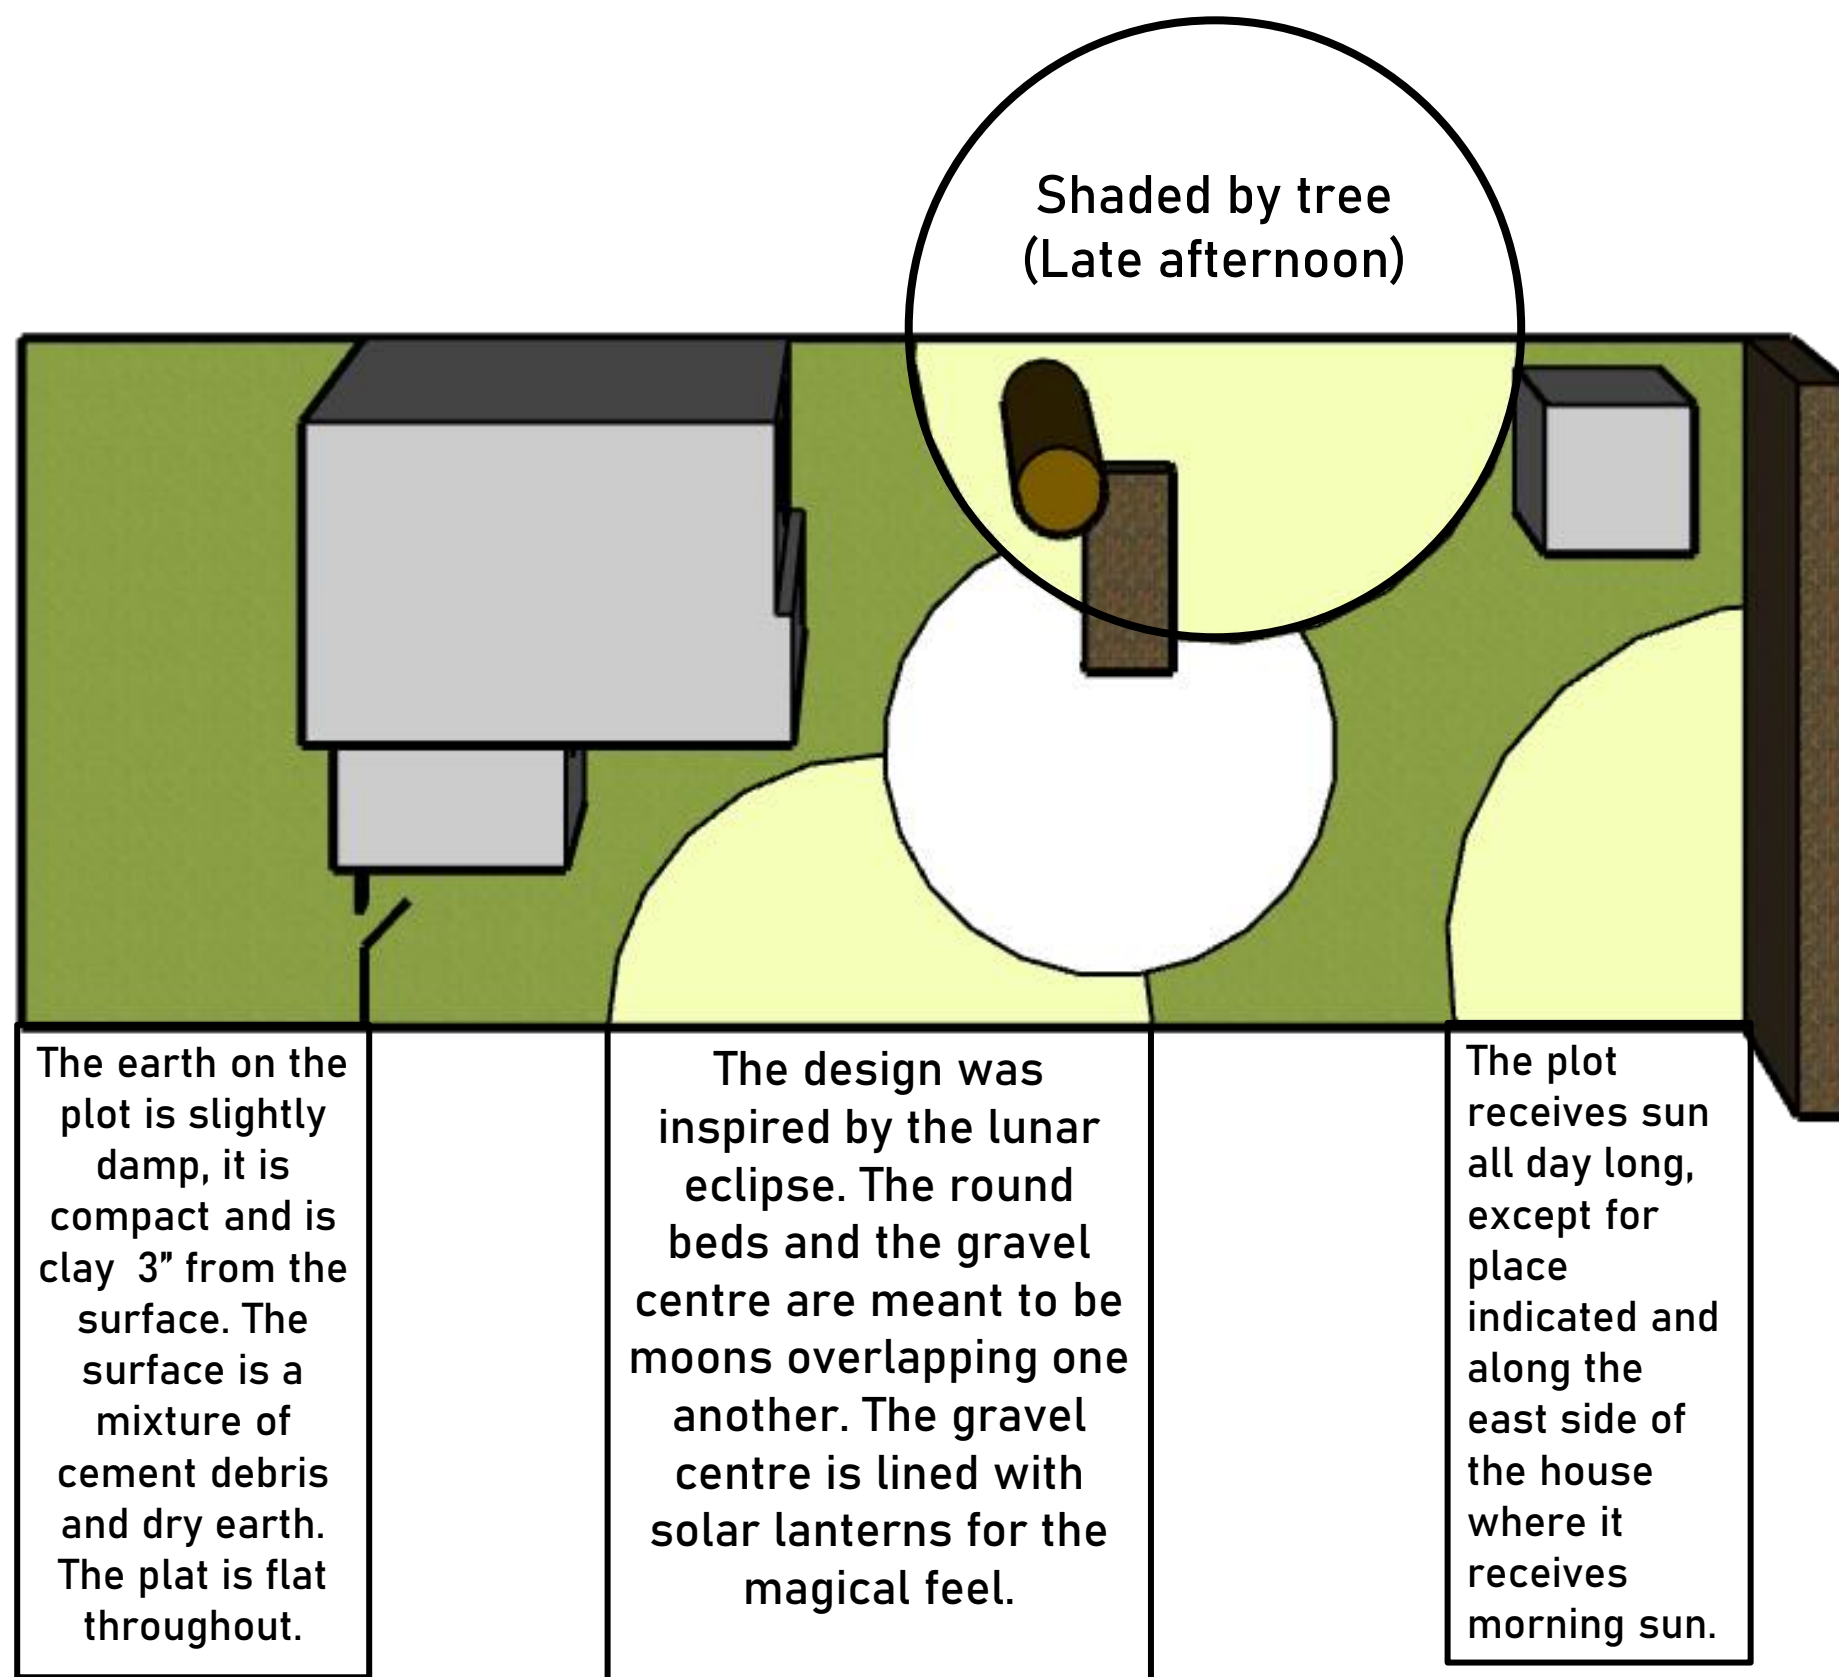 Shaded by tree
(Late afternoon)
The earth on the
plot is slightly
damp, it is
compact and is
clay  3” from the
surface. The
surface is a
mixture of
cement debris
and dry earth.
The plat is flat
throughout.
The design was
inspired by the lunar
eclipse. The round
beds and the gravel
centre are meant to be
moons overlapping one
another. The gravel
centre is lined with
solar lanterns for the
magical feel.
The plot
receives sun
all day long,
except for
place
indicated and
along the
east side of
the house
where it
receives
morning sun.